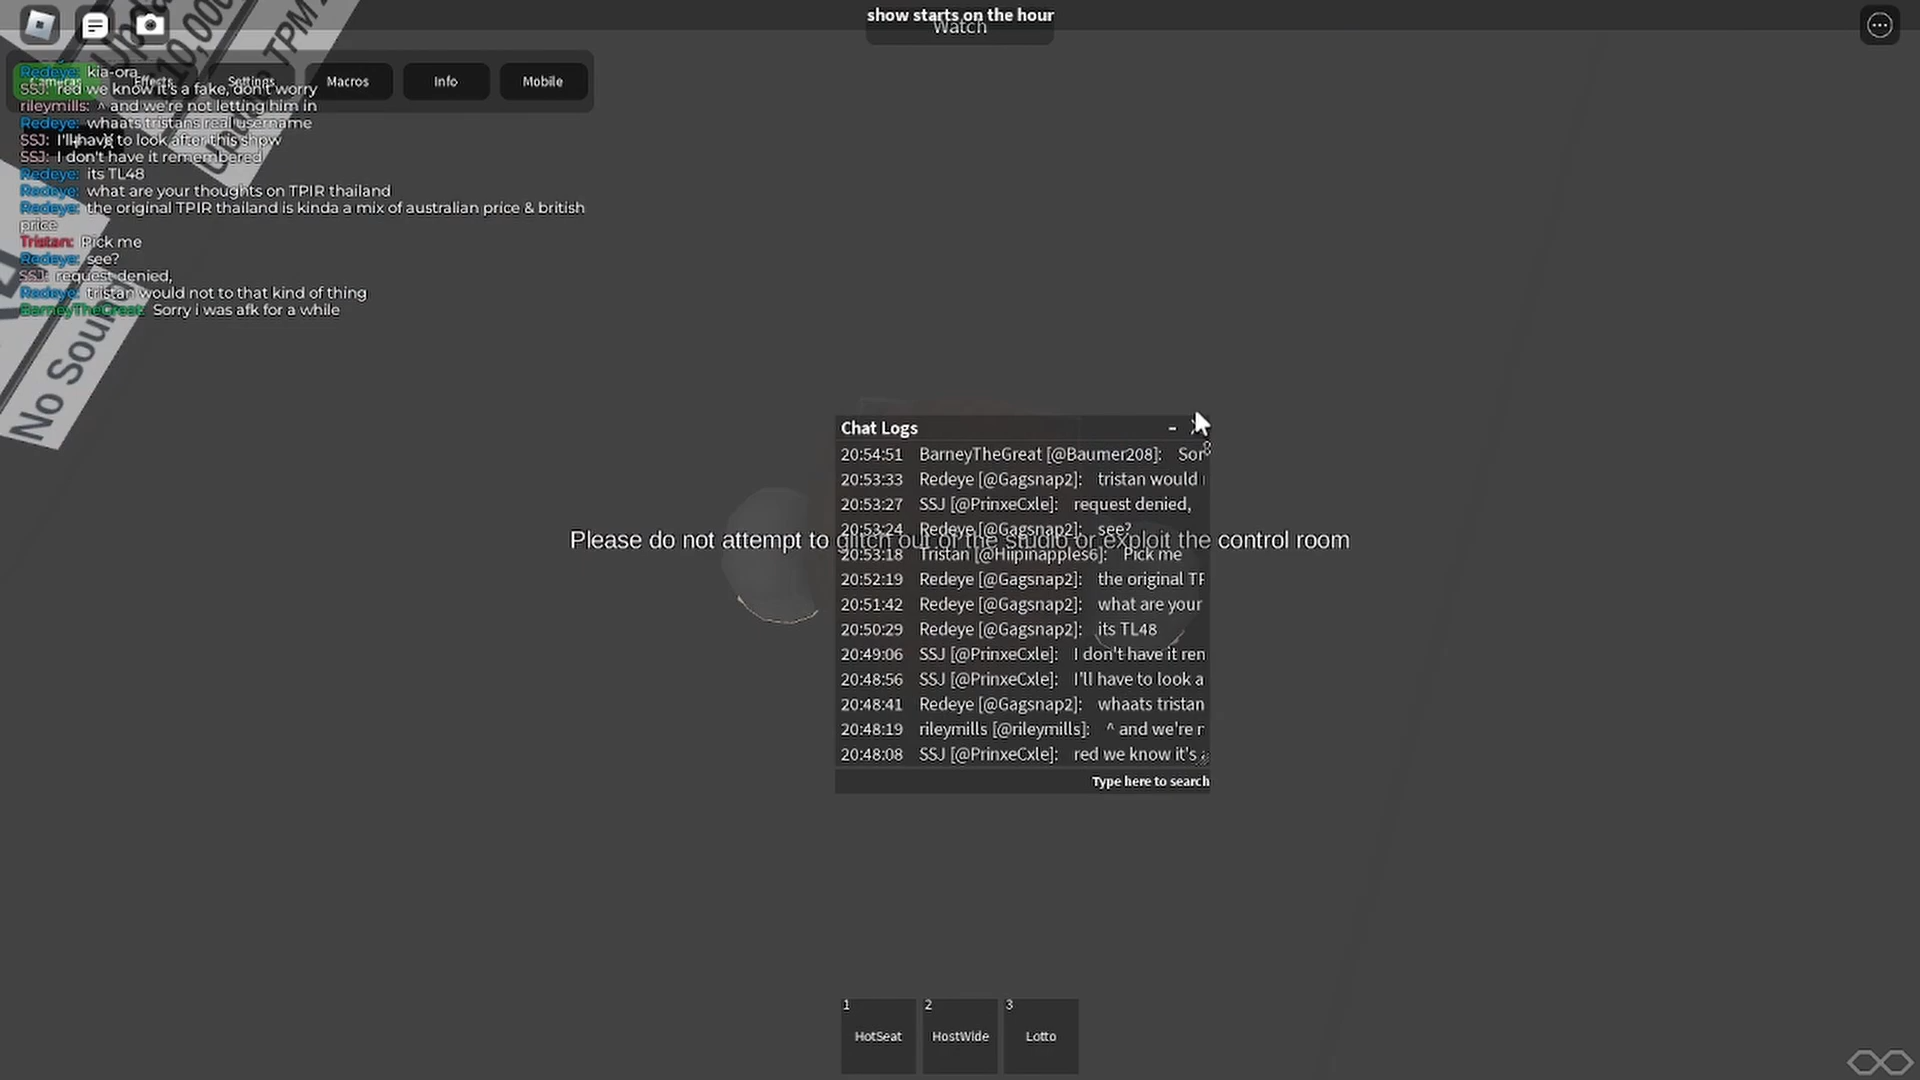 show starts on the hour
Watch
Cameras Effects Settings Macros Info Mobile
Redeye: kia-ora
SSJ: red we know it's a fake, don't worry
rileymills: ^ and we're not letting him in
Redeye: whaats tristans real username
SSJ: I'll have to look after this show
SSJ: I don't have it remembered
Redeye: its TL48
Redeye: what are your thoughts on TPIR thailand
Redeye: the original TPIR thailand is kinda a mix of australian price & british
price
Tristan: Pick me
Redeye: see?
SSJ: request denied,
Redeye: tristan would not to that kind of thing
BarneyTheGreat: Sorry i was afk for a while
No Sound
Chat Logs
20:54:51 BarneyTheGreat [@Baumer208]: Sor
20:53:33 Redeye [@Gagsnap2]: tristan would
20:53:27 SSJ [@PrinxeCxle]: request denied,
20:53:24 Redeye [@Gagsnap2]: see?
Please do not attempt to glitch out of the studio or exploit the control room
20:53:18 Tristan [@Hiipinapples6]: Pick me
20:52:19 Redeye [@Gagsnap2]: the original TF
20:51:42 Redeye [@Gagsnap2]: what are your
20:50:29 Redeye [@Gagsnap2]: its TL48
20:49:06 SSJ [@PrinxeCxle]: I don't have it ren
20:48:56 SSJ [@PrinxeCxle]: I'll have to look a
20:48:41 Redeye [@Gagsnap2]: whaats tristan
20:48:19 rileymills [@rileymills]: ^ and we're r
20:48:08 SSJ [@PrinxeCxle]: red we know it's
Type here to search
1 2 3
HotSeat HostWide Lotto